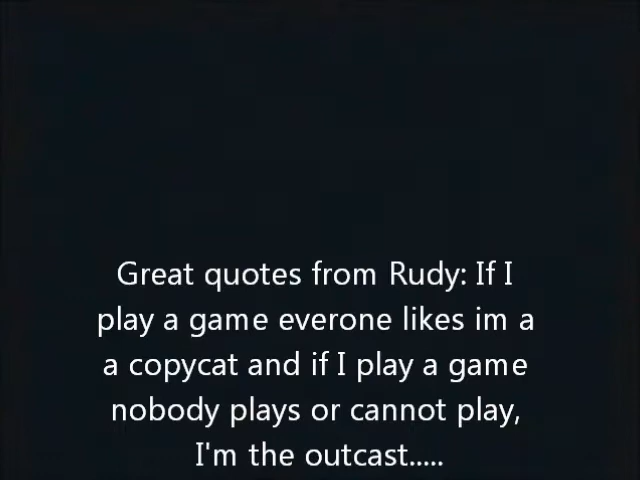 Great quotes from Rudy: If I
play a game everone likes im a
a copycat and if I play a game
nobody plays or cannot play,
I'm the outcast.....